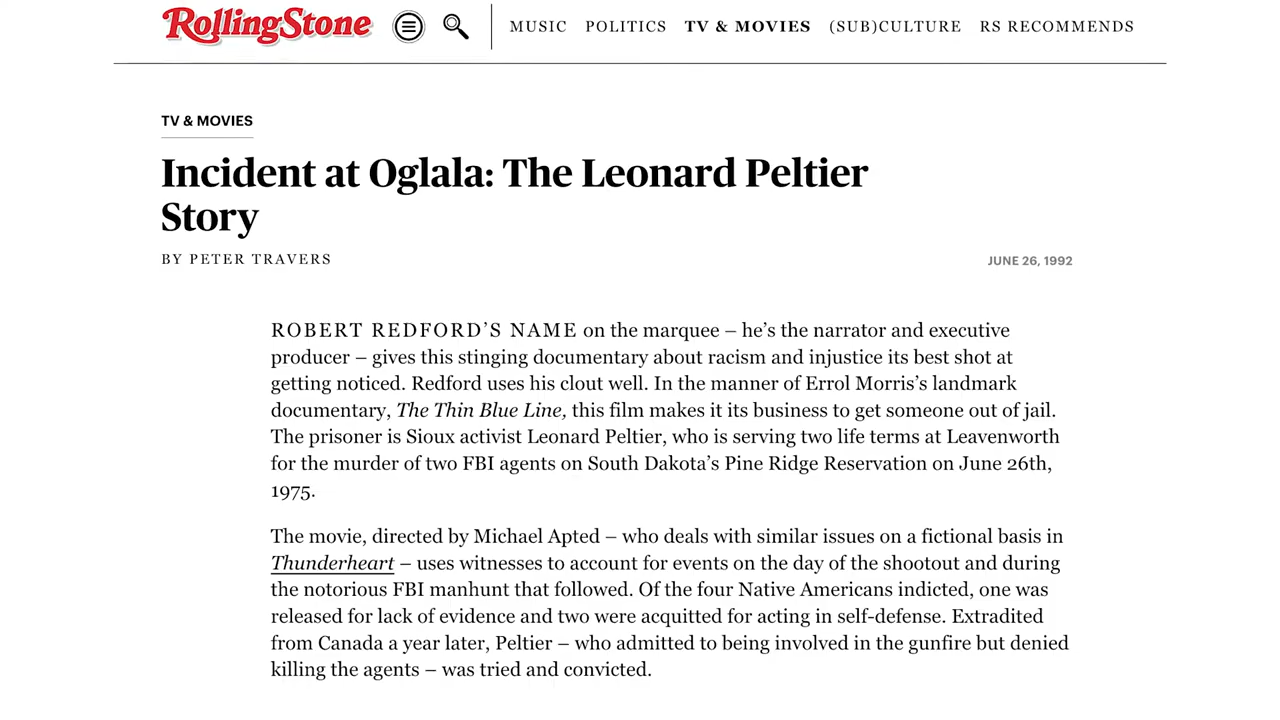 RollingStone
MUSIC POLITICS TV & MOVIES (SUB)CULTURE RS RECOMMENDS
TV & MOVIES
Incident at Oglala: The Leonard Peltier
Story
BY PETER TRAVERS
JUNE 26, 1992
ROBERT REDFORD’S NAME on the marquee – he’s the narrator and executive
producer – gives this stinging documentary about racism and injustice its best shot at
getting noticed. Redford uses his clout well. In the manner of Errol Morris’s landmark
documentary, The Thin Blue Line, this film makes it its business to get someone out of jail.
The prisoner is Sioux activist Leonard Peltier, who is serving two life terms at Leavenworth
for the murder of two FBI agents on South Dakota’s Pine Ridge Reservation on June 26th,
1975.
The movie, directed by Michael Apted – who deals with similar issues on a fictional basis in
Thunderheart – uses witnesses to account for events on the day of the shootout and during
the notorious FBI manhunt that followed. Of the four Native Americans indicted, one was
released for lack of evidence and two were acquitted for acting in self-defense. Extradited
from Canada a year later, Peltier – who admitted to being involved in the gunfire but denied
killing the agents – was tried and convicted.